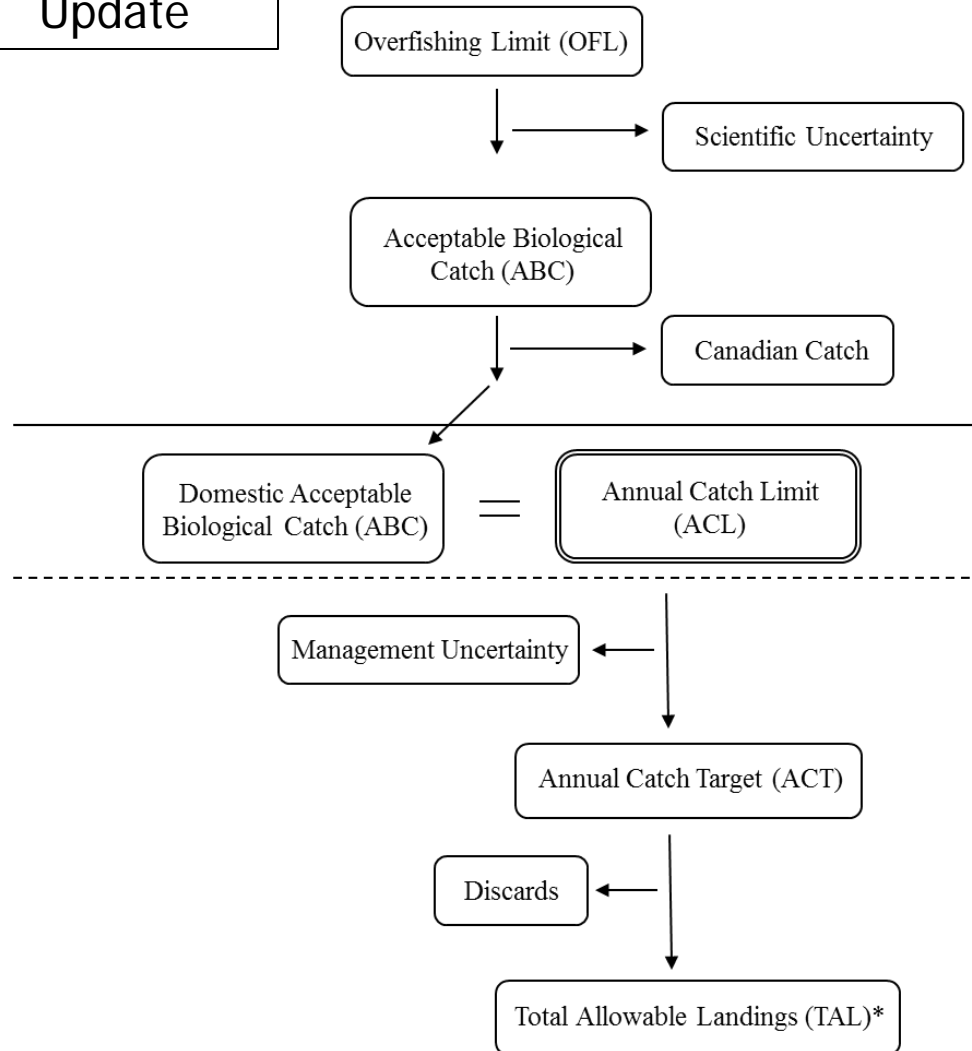 Update
Overfishing Limit (OFL)
Scientific Uncertainty
Acceptable Biological
Catch (ABC)
Canadian Catch
Domestic Acceptable
Biological Catch (ABC)
=
Annual Catch Limit
(ACL)
Management Uncertainty
Annual Catch Target (ACT)
Discards
Total Allowable Landings (TAL)*